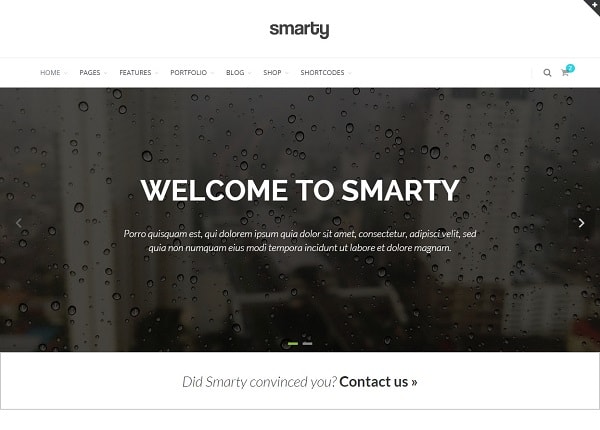 smarty
HOME PAGES FEATURES PORTFOLIO BLOG SHOP SHORTCODES 2
WELCOME TO SMARTY
Porro quisquam est, qui dolorem ipsum quia dolor sit amet, consectetur, adipisci velit, sed
quia non numquam eius modi tempora incidunt ut labore et dolore magnam.
Did Smarty convinced you? Contact us »